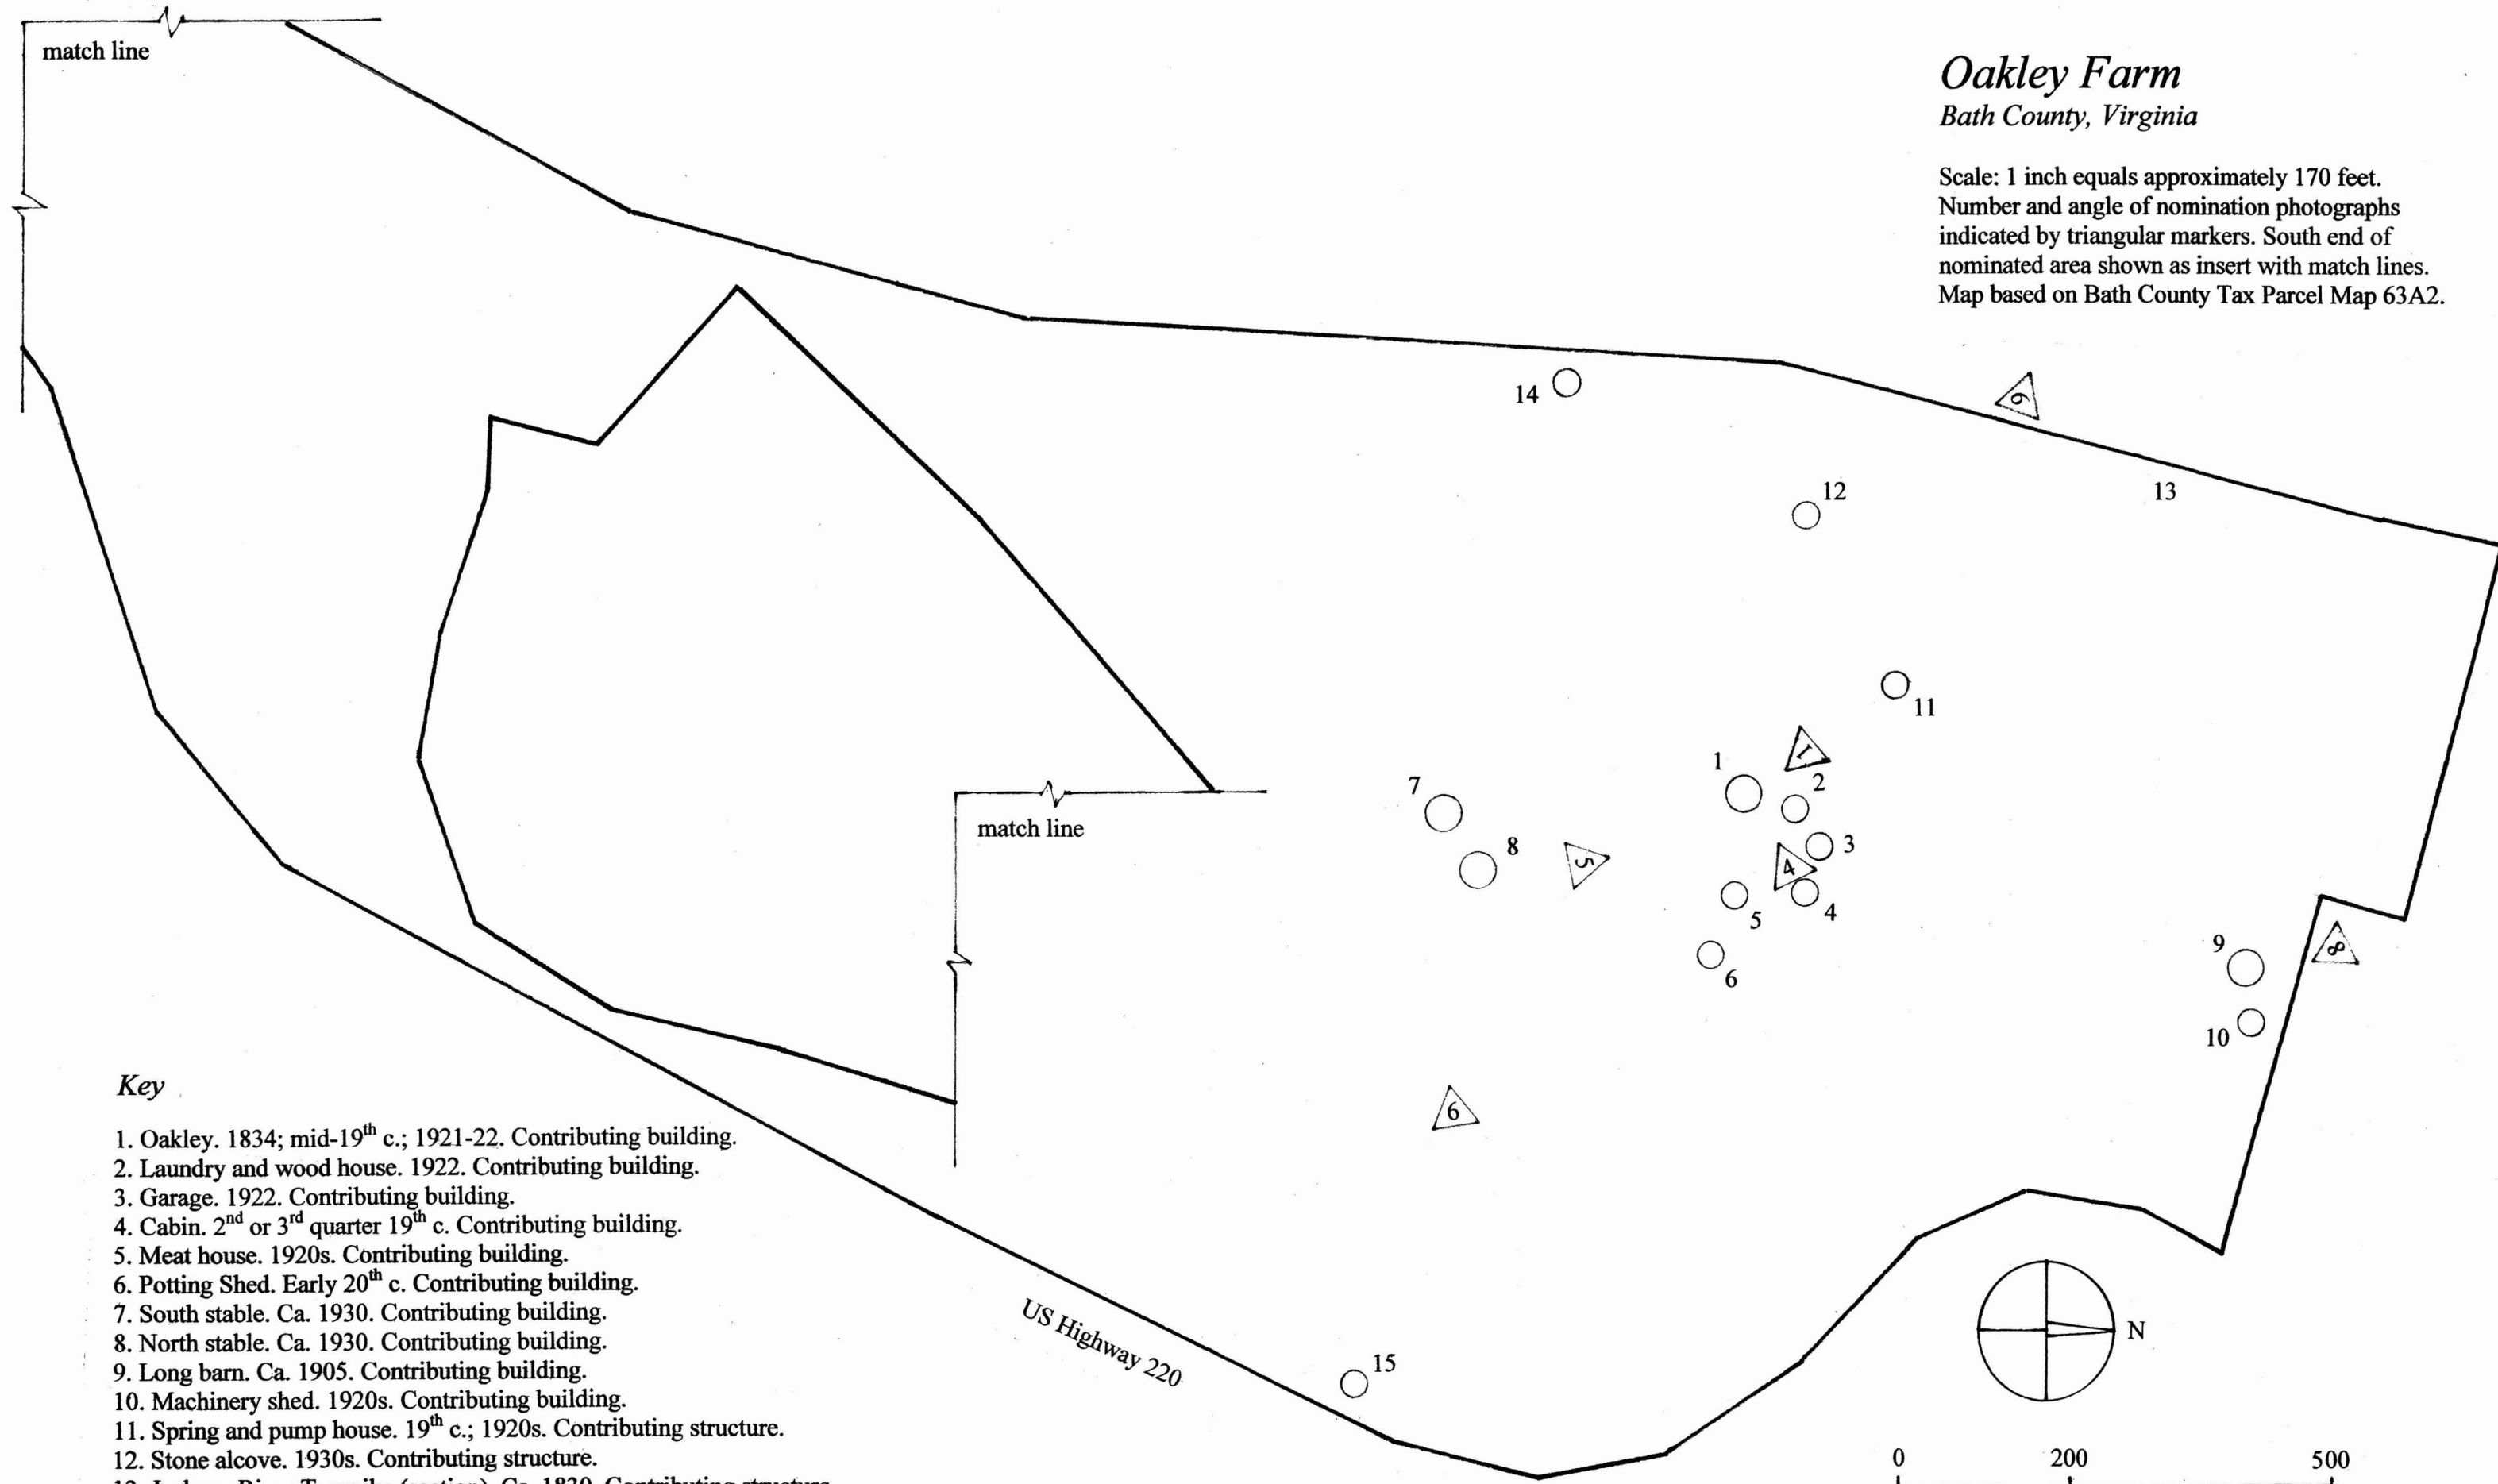 match line
Oakley Farm
Bath County, Virginia
Scale: 1 inch equals approximately 170 feet.
Number and angle of nomination photographs
indicated by triangular markers. South end of
nominated area shown as insert with match lines.
Map based on Bath County Tax Parcel Map 63A2.
14
6
12
13
11
1
1
2
7
8
5
3
4
5
4
6
9
8
10
match line
6
Key
1. Oakley. 1834; mid-19th c.; 1921-22. Contributing building.
2. Laundry and wood house. 1922. Contributing building.
3. Garage. 1922. Contributing building.
4. Cabin. 2nd or 3rd quarter 19th c. Contributing building.
5. Meat house. 1920s. Contributing building.
6. Potting Shed. Early 20th c. Contributing building.
7. South stable. Ca. 1930. Contributing building.
8. North stable. Ca. 1930. Contributing building.
9. Long barn. Ca. 1905. Contributing building.
10. Machinery shed. 1920s. Contributing building.
11. Spring and pump house. 19th c.; 1920s. Contributing structure.
12. Stone alcove. 1930s. Contributing structure.
US Highway 220
15
N
0 200 500